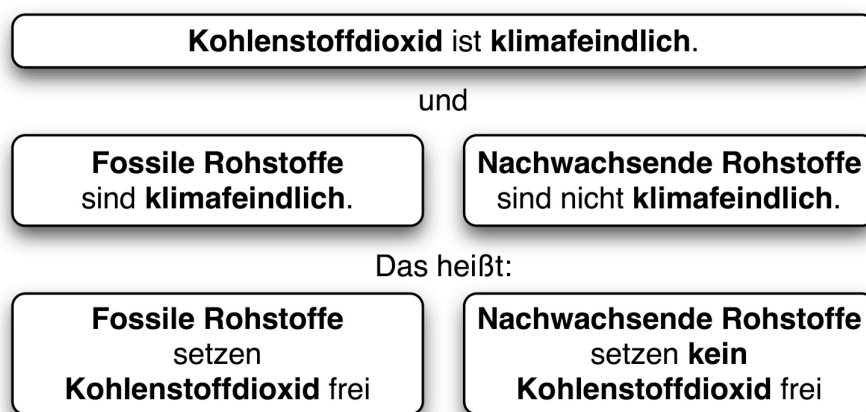 Kohlenstoffdioxid ist klimafeindlich.
und
Fossile Rohstoffe
sind klimafeindlich.
Nachwachsende Rohstoffe
sind nicht klimafeindlich.
Das heißt:
Fossile Rohstoffe
setzen
Kohlenstoffdioxid frei
Nachwachsende Rohstoffe
setzen kein
Kohlenstoffdioxid frei